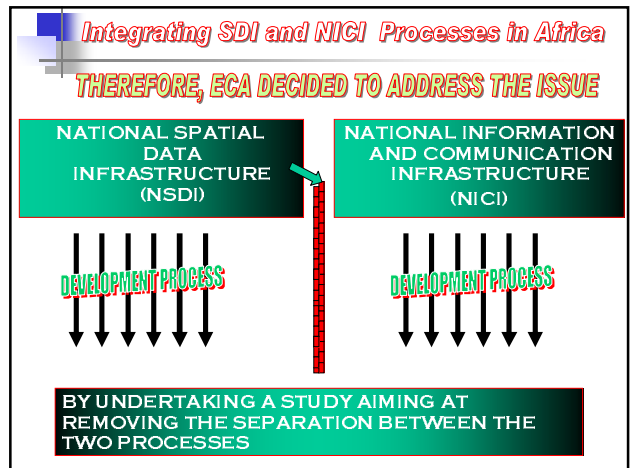 Integrating SDI and NICI Processes in Africa
THEREFORE, ECA DECIDED TO ADDRESS THE ISSUE
NATIONAL SPATIAL
DATA
INFRASTRUCTURE
(NSDI)
NATIONAL INFORMATION
AND COMMUNICATION
INFRASTRUCTURE
(NICI)
DEVELOPMENT PROCESS
DEVELOPMENT PROCESS
BY UNDERTAKING A STUDY AIMING AT
REMOVING THE SEPARATION BETWEEN THE
TWO PROCESSES